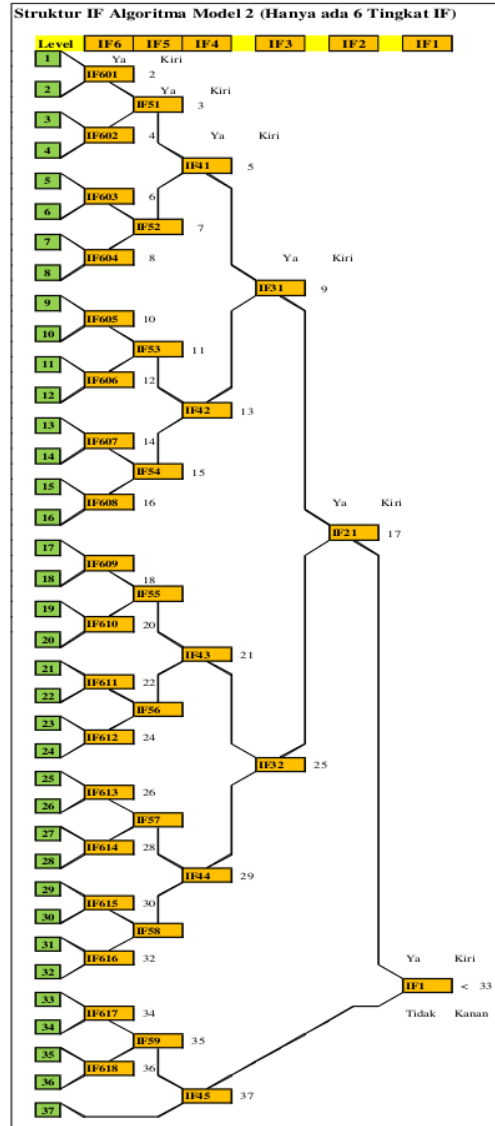 Struktur IF Algoritma Model 2 (Hanya ada 6 Tingkat IF)
Level IF6 IF5 IF4 IF3 IF2 IF1
1 Ya Kiri
IF601 2
2 Ya Kiri
IF51 3
3
IF602 4 Ya Kiri
4
IF41 5
5
IF603 6
6
IF52 7
7
IF604 8 Ya Kiri
8
IF31 9
9
IF605 10
10
IF53 11
11
IF606 12
12
IF42 13
13
IF607 14
14
IF54 15
15
IF608 16
16 Ya Kiri
IF21 17
17
IF609
18 18
IF55
19
IF610 20
20
IF43 21
21
IF611 22
22
IF56
23
IF612 24
24
IF32 25
25
IF613 26
26
IF57
27
IF614 28
28
IF44 29
29
IF615 30
30
IF58
31
IF616 32 Ya Kiri
32
IF1 < 33
33
IF617 34 Tidak Kanan
34
IF59 35
35
IF618 36
36
IF45 37
37